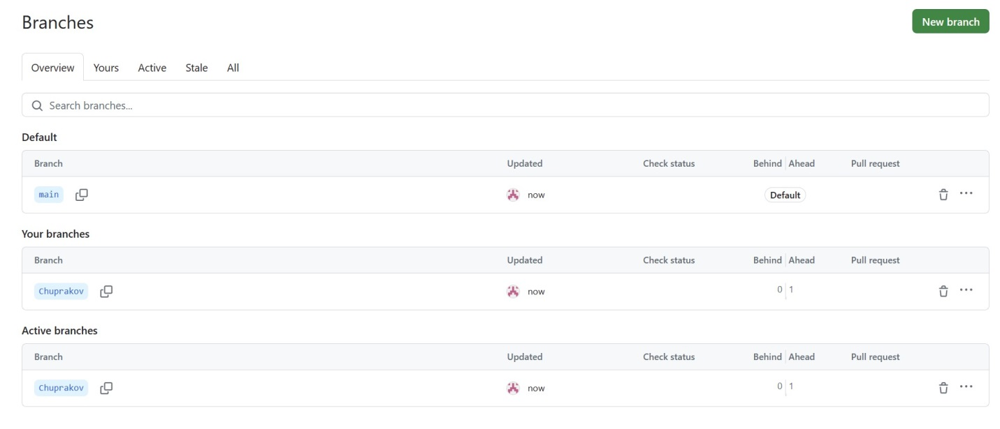 Branches
New branch
Overview Yours Active Stale All
Search branches...
Default
Branch Updated Check status Behind Ahead Pull request
main now Default
Your branches
Branch Updated Check status Behind Ahead Pull request
Chuprakov now 0 1
Active branches
Branch Updated Check status Behind Ahead Pull request
Chuprakov now 0 1